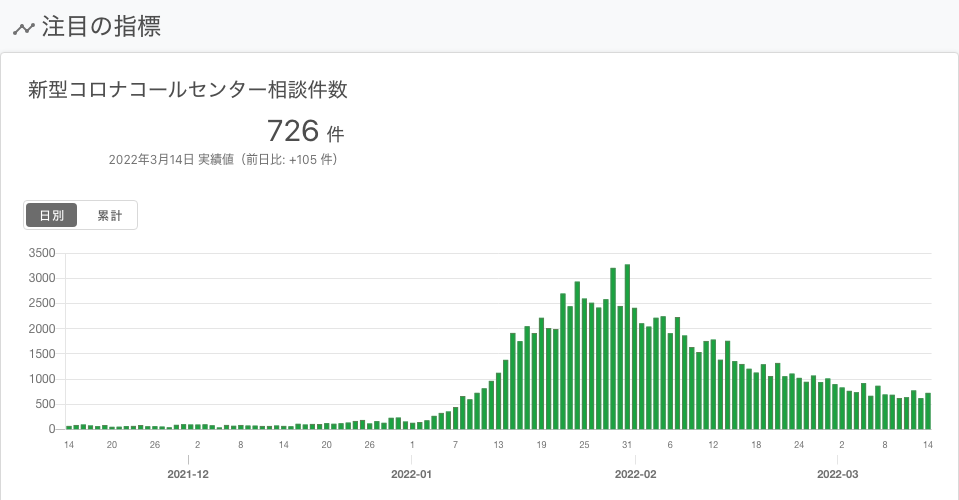 注目の指標
新型コロナコールセンター相談件数
726 件
2022年3月14日 実績値（前日比: +105 件）
日別 累計
3500
3000
2500
2000
1500
1000
500
0
14 20 26 2 8 14 20 26 1 7 13 19 25 31 6 12 18 24 2 8 14
2021-12 2022-01 2022-02 2022-03